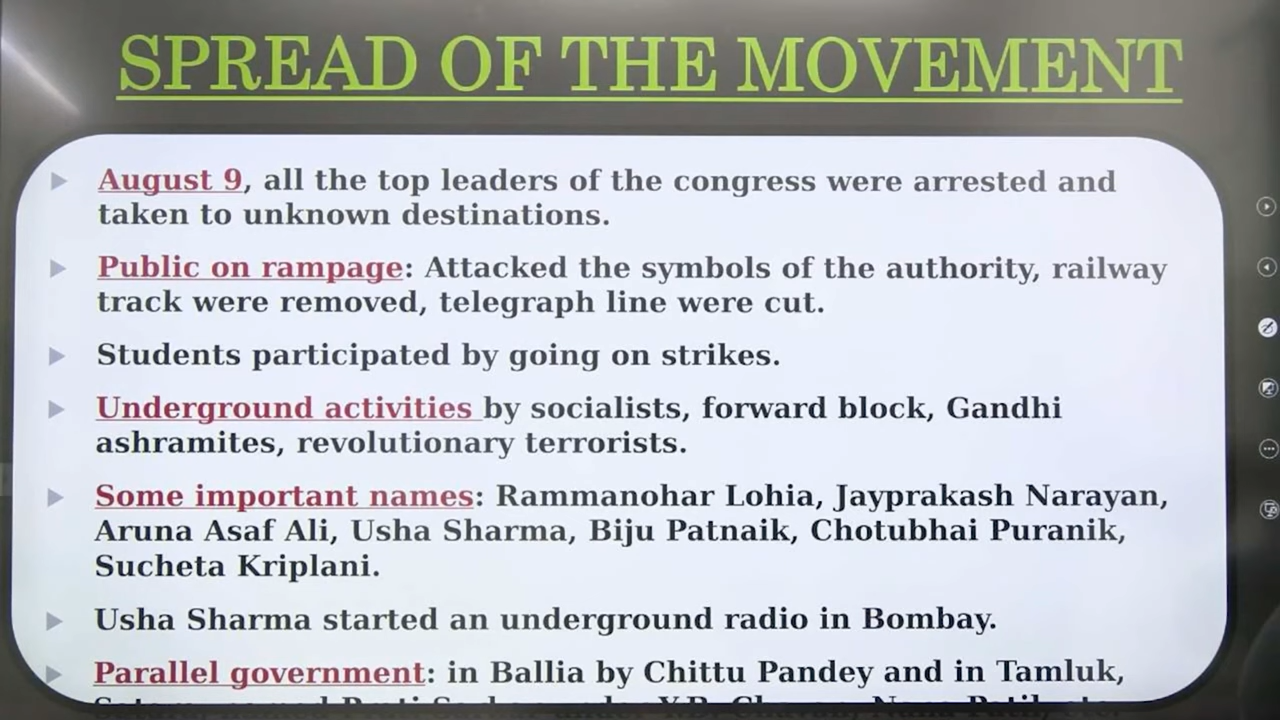 SPREAD OF THE MOVEMENT
August 9, all the top leaders of the congress were arrested and
taken to unknown destinations.
Public on rampage: Attacked the symbols of the authority, railway
track were removed, telegraph line were cut.
Students participated by going on strikes.
Underground activities by socialists, forward block, Gandhi
ashramites, revolutionary terrorists.
Some important names: Rammanohar Lohia, Jayprakash Narayan,
Aruna Asaf Ali, Usha Sharma, Biju Patnaik, Chotubhai Puranik,
Sucheta Kriplani.
Usha Sharma started an underground radio in Bombay.
Parallel government: in Ballia by Chittu Pandey and in Tamluk,